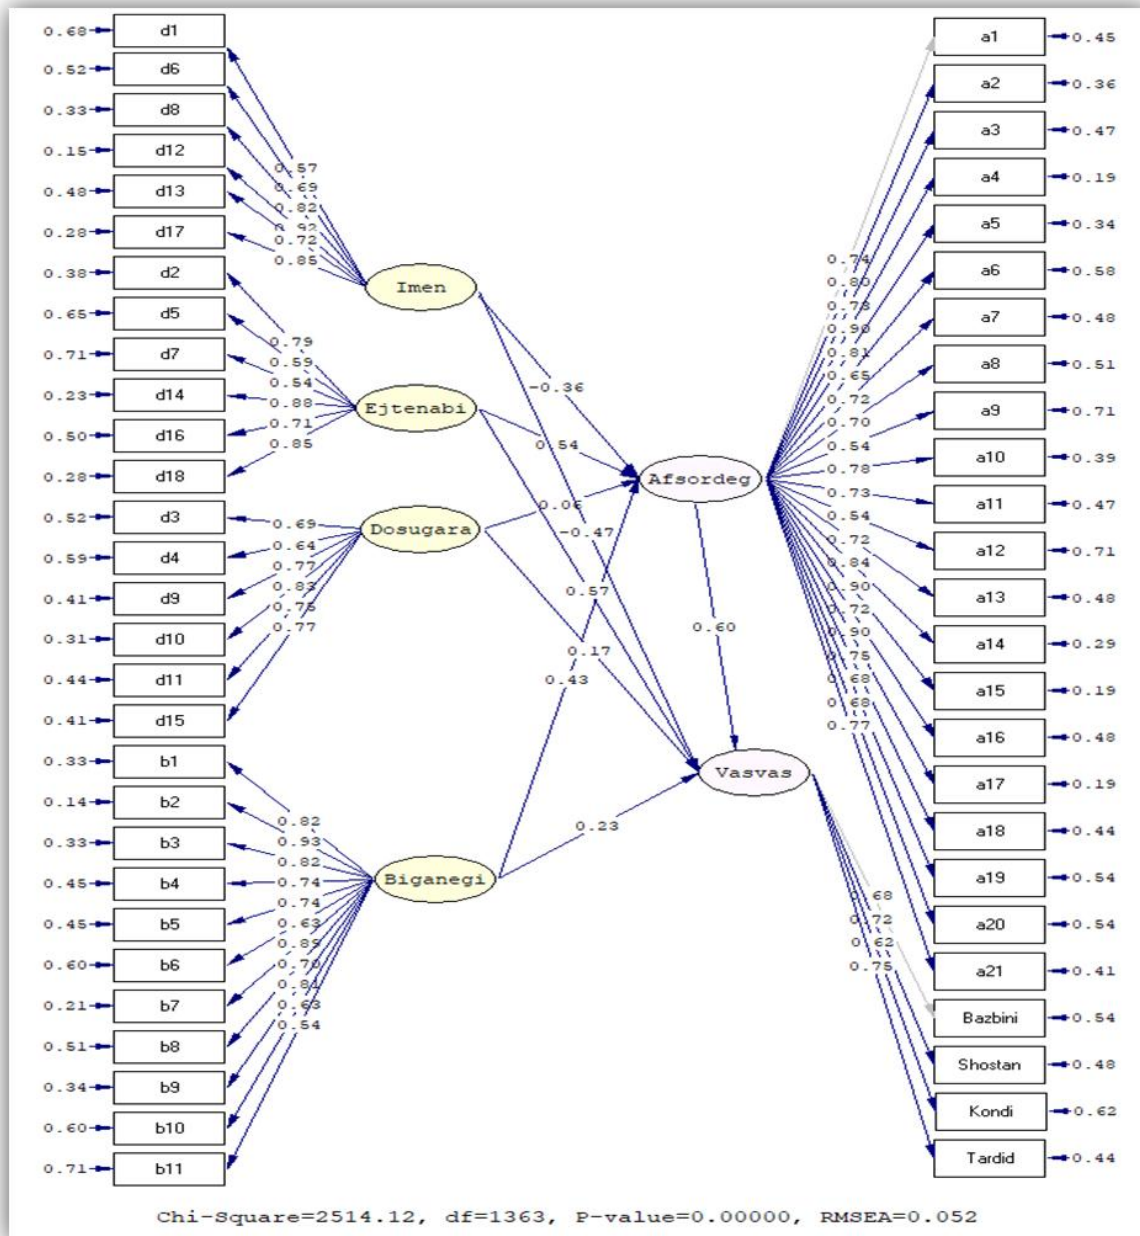 0.68 d1
0.52 d6
0.33 d8
0.15 d12
0.48 d13
0.28 d17
0.38 d2
0.65 d5
0.71 d7
0.23 d14
0.50 d16
0.28 d18
0.52 d3
0.59 d4
0.41 d9
0.31 d10
0.44 d11
0.41 d15
0.33 b1
0.14 b2
0.33 b3
0.45 b4
0.45 b5
0.60 b6
0.21 b7
0.51 b8
0.34 b9
0.60 b10
0.71 b11
0.57
0.69
0.82
0.92
0.72
0.85
Imen
0.79
0.59
0.54
0.88
0.71
0.85
Ejtenabi
0.69
0.64
0.77
0.83
0.75
0.77
Dosugara
0.82
0.93
0.82
0.74
0.74
0.63
0.89
0.70
0.81
0.63
0.54
Biganegi
-0.36
0.54
0.06
-0.47
0.57
0.17
0.43
0.60
0.23
Afsordeg
Vasvas
0.74
0.80
0.73
0.90
0.81
0.65
0.72
0.70
0.54
0.78
0.73
0.54
0.72
0.84
0.90
0.72
0.90
0.75
0.68
0.68
0.77
0.68
0.72
0.62
0.75
a1 0.45
a2 0.36
a3 0.47
a4 0.19
a5 0.34
a6 0.58
a7 0.48
a8 0.51
a9 0.71
a10 0.39
a11 0.47
a12 0.71
a13 0.48
a14 0.29
a15 0.19
a16 0.48
a17 0.19
a18 0.44
a19 0.54
a20 0.54
a21 0.41
Bazbini 0.54
Shostan 0.48
Kondi 0.62
Tardid 0.44
Chi-Square=2514.12, df=1363, P-value=0.00000, RMSEA=0.052